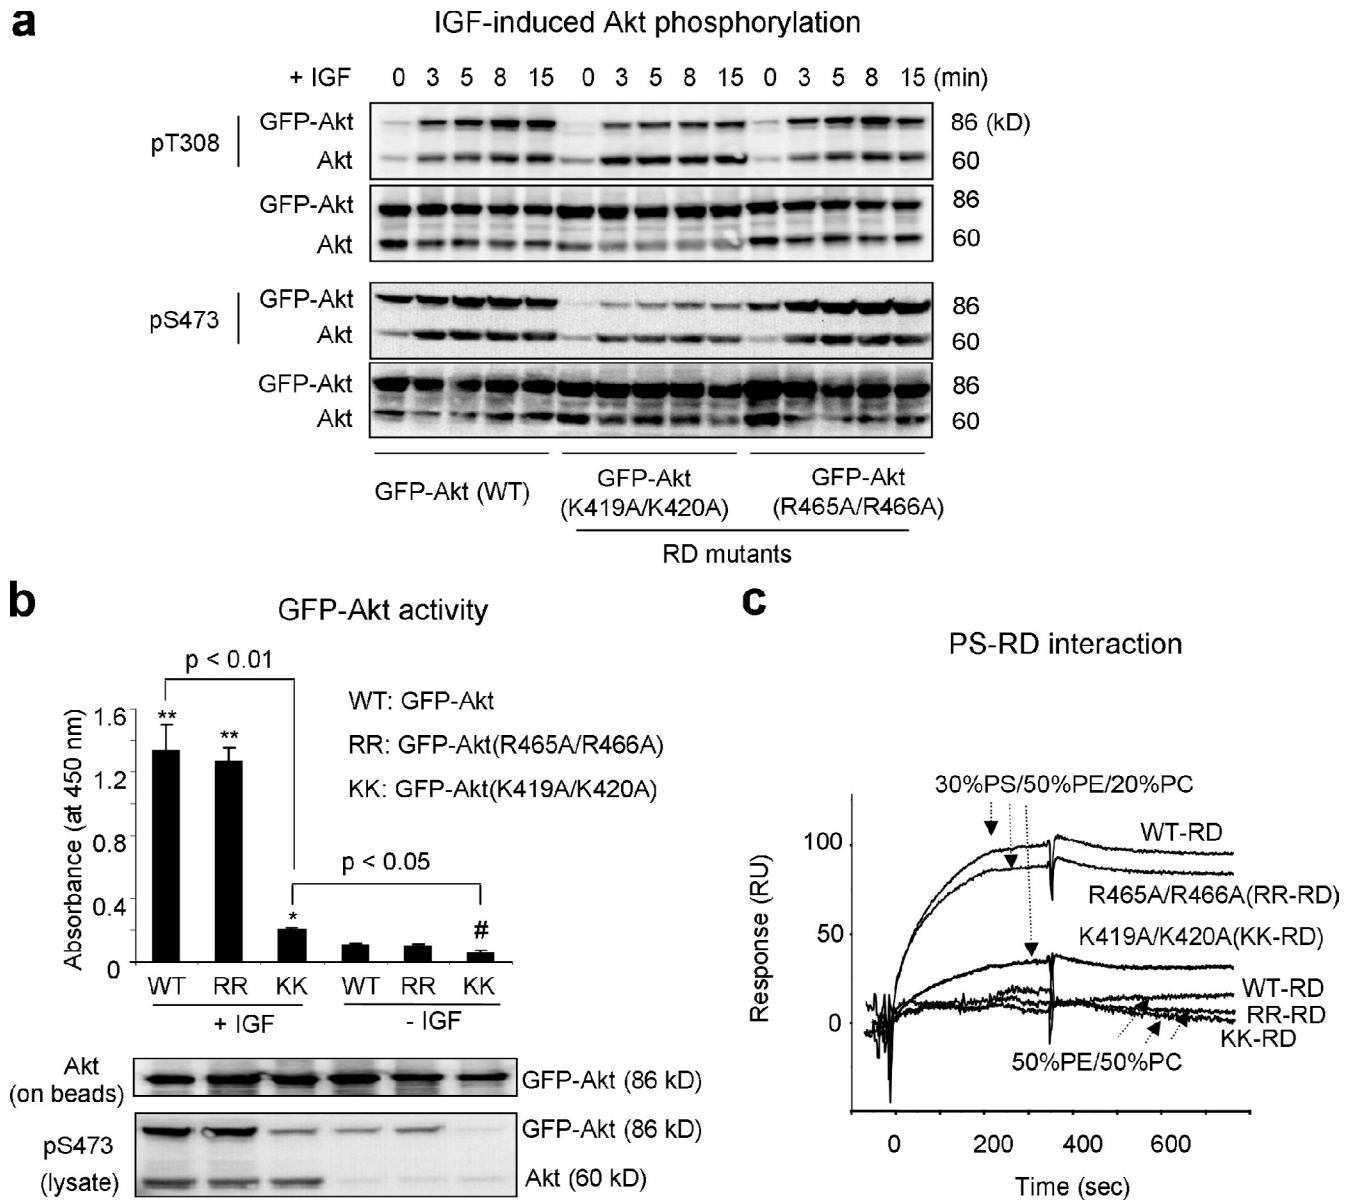 a
IGF-induced Akt phosphorylation
+ IGF 0 3 5 8 15 0 3 5 8 15 0 3 5 8 15 (min)
pT308
GFP-Akt 86 (kD)
Akt 60
GFP-Akt 86
Akt 60
pS473
GFP-Akt 86
Akt 60
GFP-Akt 86
Akt 60
GFP-Akt (WT)
GFP-Akt
(K419A/K420A)
GFP-Akt
(R465A/R466A)
RD mutants
b
GFP-Akt activity
p < 0.01
WT: GFP-Akt
RR: GFP-Akt(R465A/R466A)
KK: GFP-Akt(K419A/K420A)
Absorbance (at 450 nm)
1.6
1.2
0.8
0.4
0
** ** * #
p < 0.05
WT RR KK WT RR KK
+ IGF - IGF
Akt
(on beads)
GFP-Akt (86 kD)
pS473
(lysate)
GFP-Akt (86 kD)
Akt (60 kD)
c
PS-RD interaction
30%PS/50%PE/20%PC
WT-RD
R465A/R466A(RR-RD)
K419A/K420A(KK-RD)
WT-RD
RR-RD
KK-RD
50%PE/50%PC
Response (RU)
100
50
0
0 200 400 600
Time (sec)